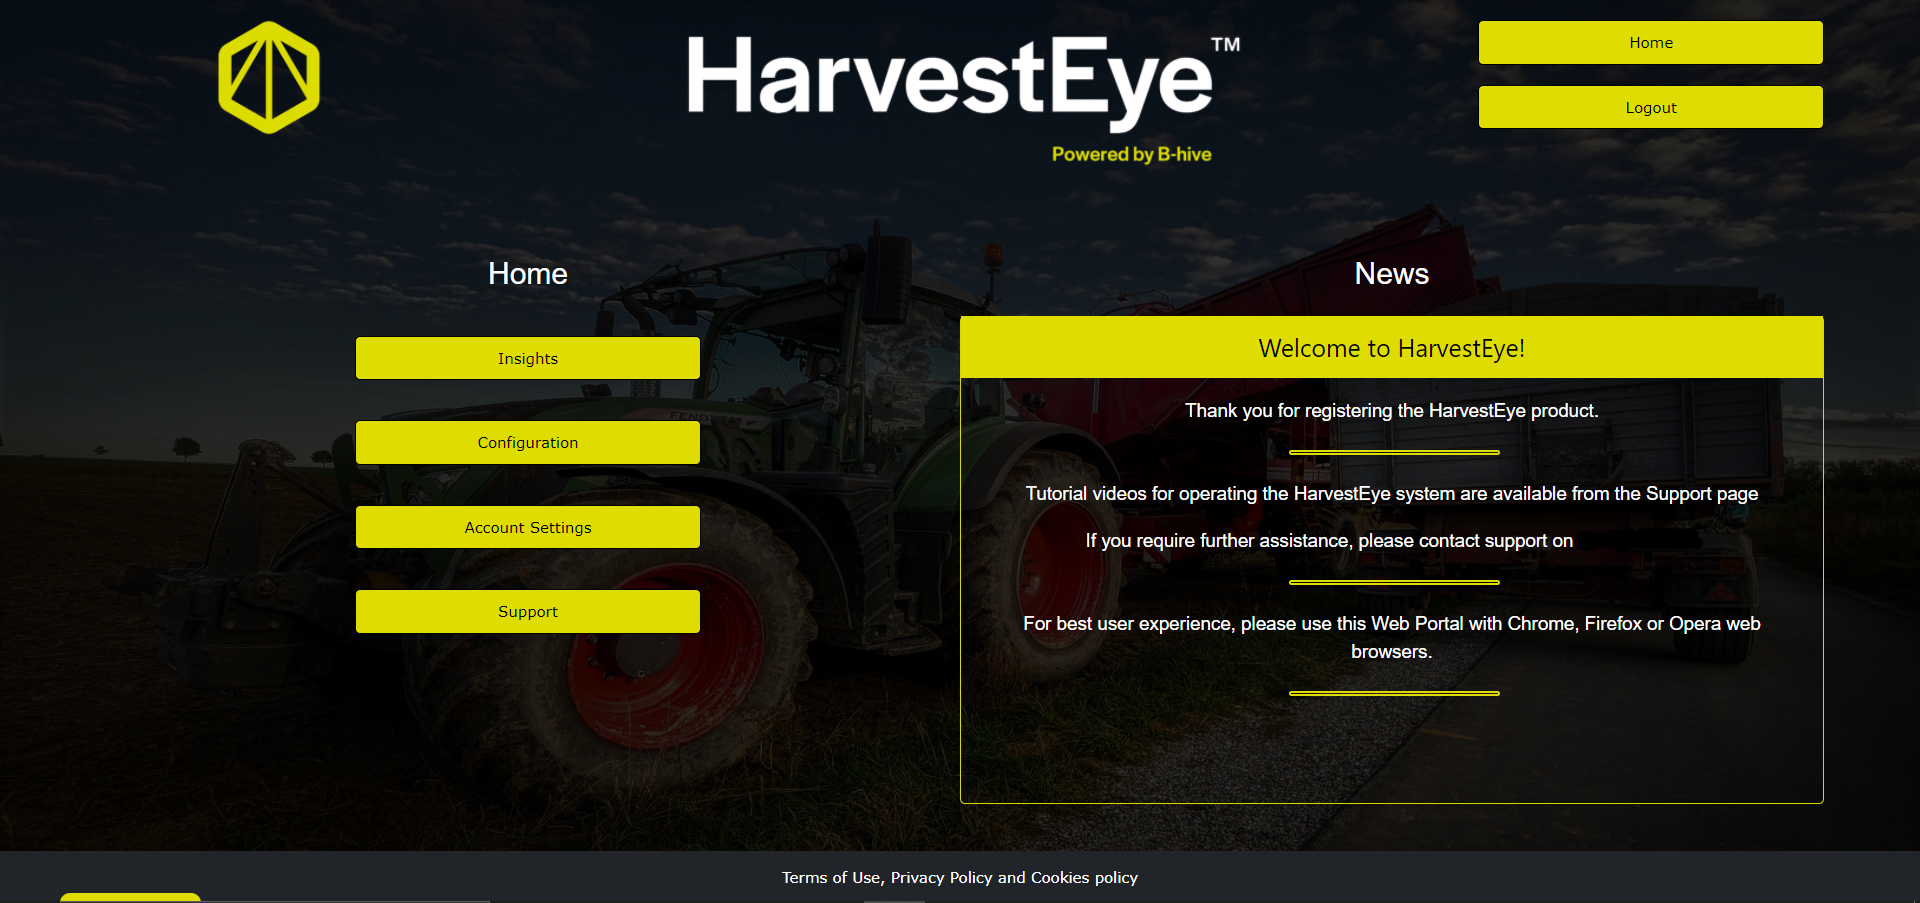 HarvestEye™
Powered by B-hive
Home
Logout
Home
Insights
Configuration
Account Settings
Support
News
Welcome to HarvestEye!
Thank you for registering the HarvestEye product.
Tutorial videos for operating the HarvestEye system are available from the Support page
If you require further assistance, please contact support on
For best user experience, please use this Web Portal with Chrome, Firefox or Opera web
browsers.
FENDT
Terms of Use, Privacy Policy and Cookies policy